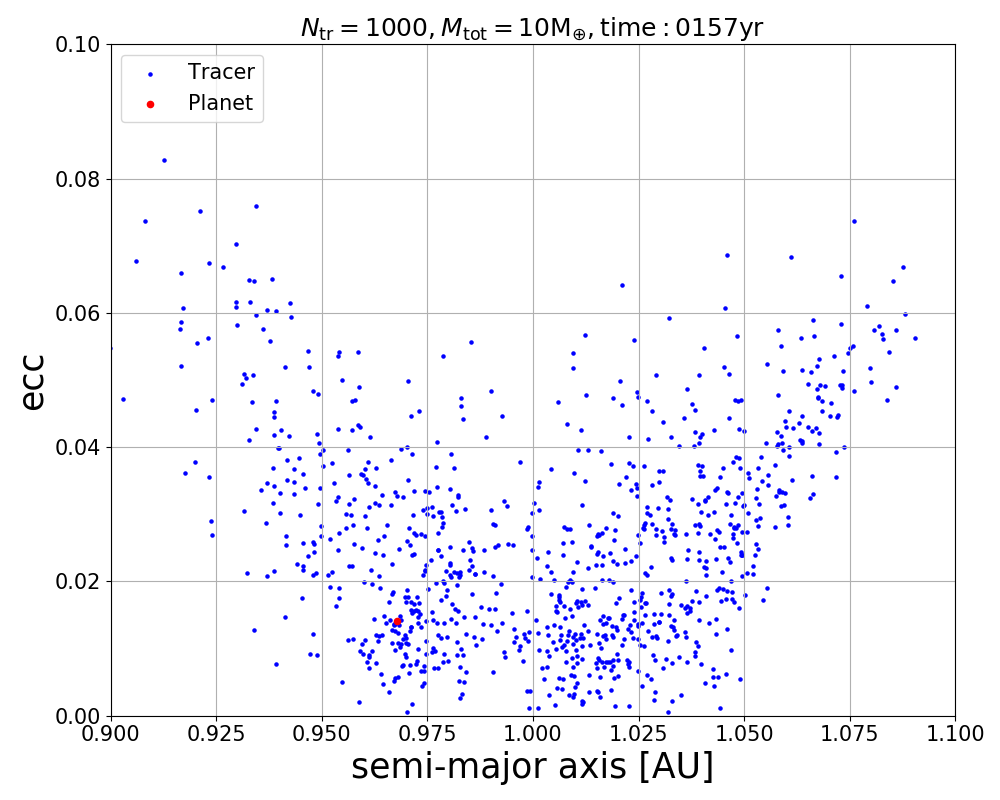 N_tr = 1000, M_tot = 10M_⊕, time : 0157yr
Tracer
Planet
0.10
0.08
0.06
0.04
0.02
0.00
ecc
0.900 0.925 0.950 0.975 1.000 1.025 1.050 1.075 1.100
semi-major axis [AU]